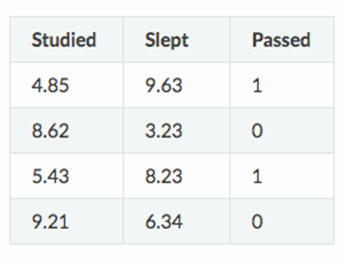 Studied Slept Passed
4.85 9.63 1
8.62 3.23 0
5.43 8.23 1
9.21 6.34 0